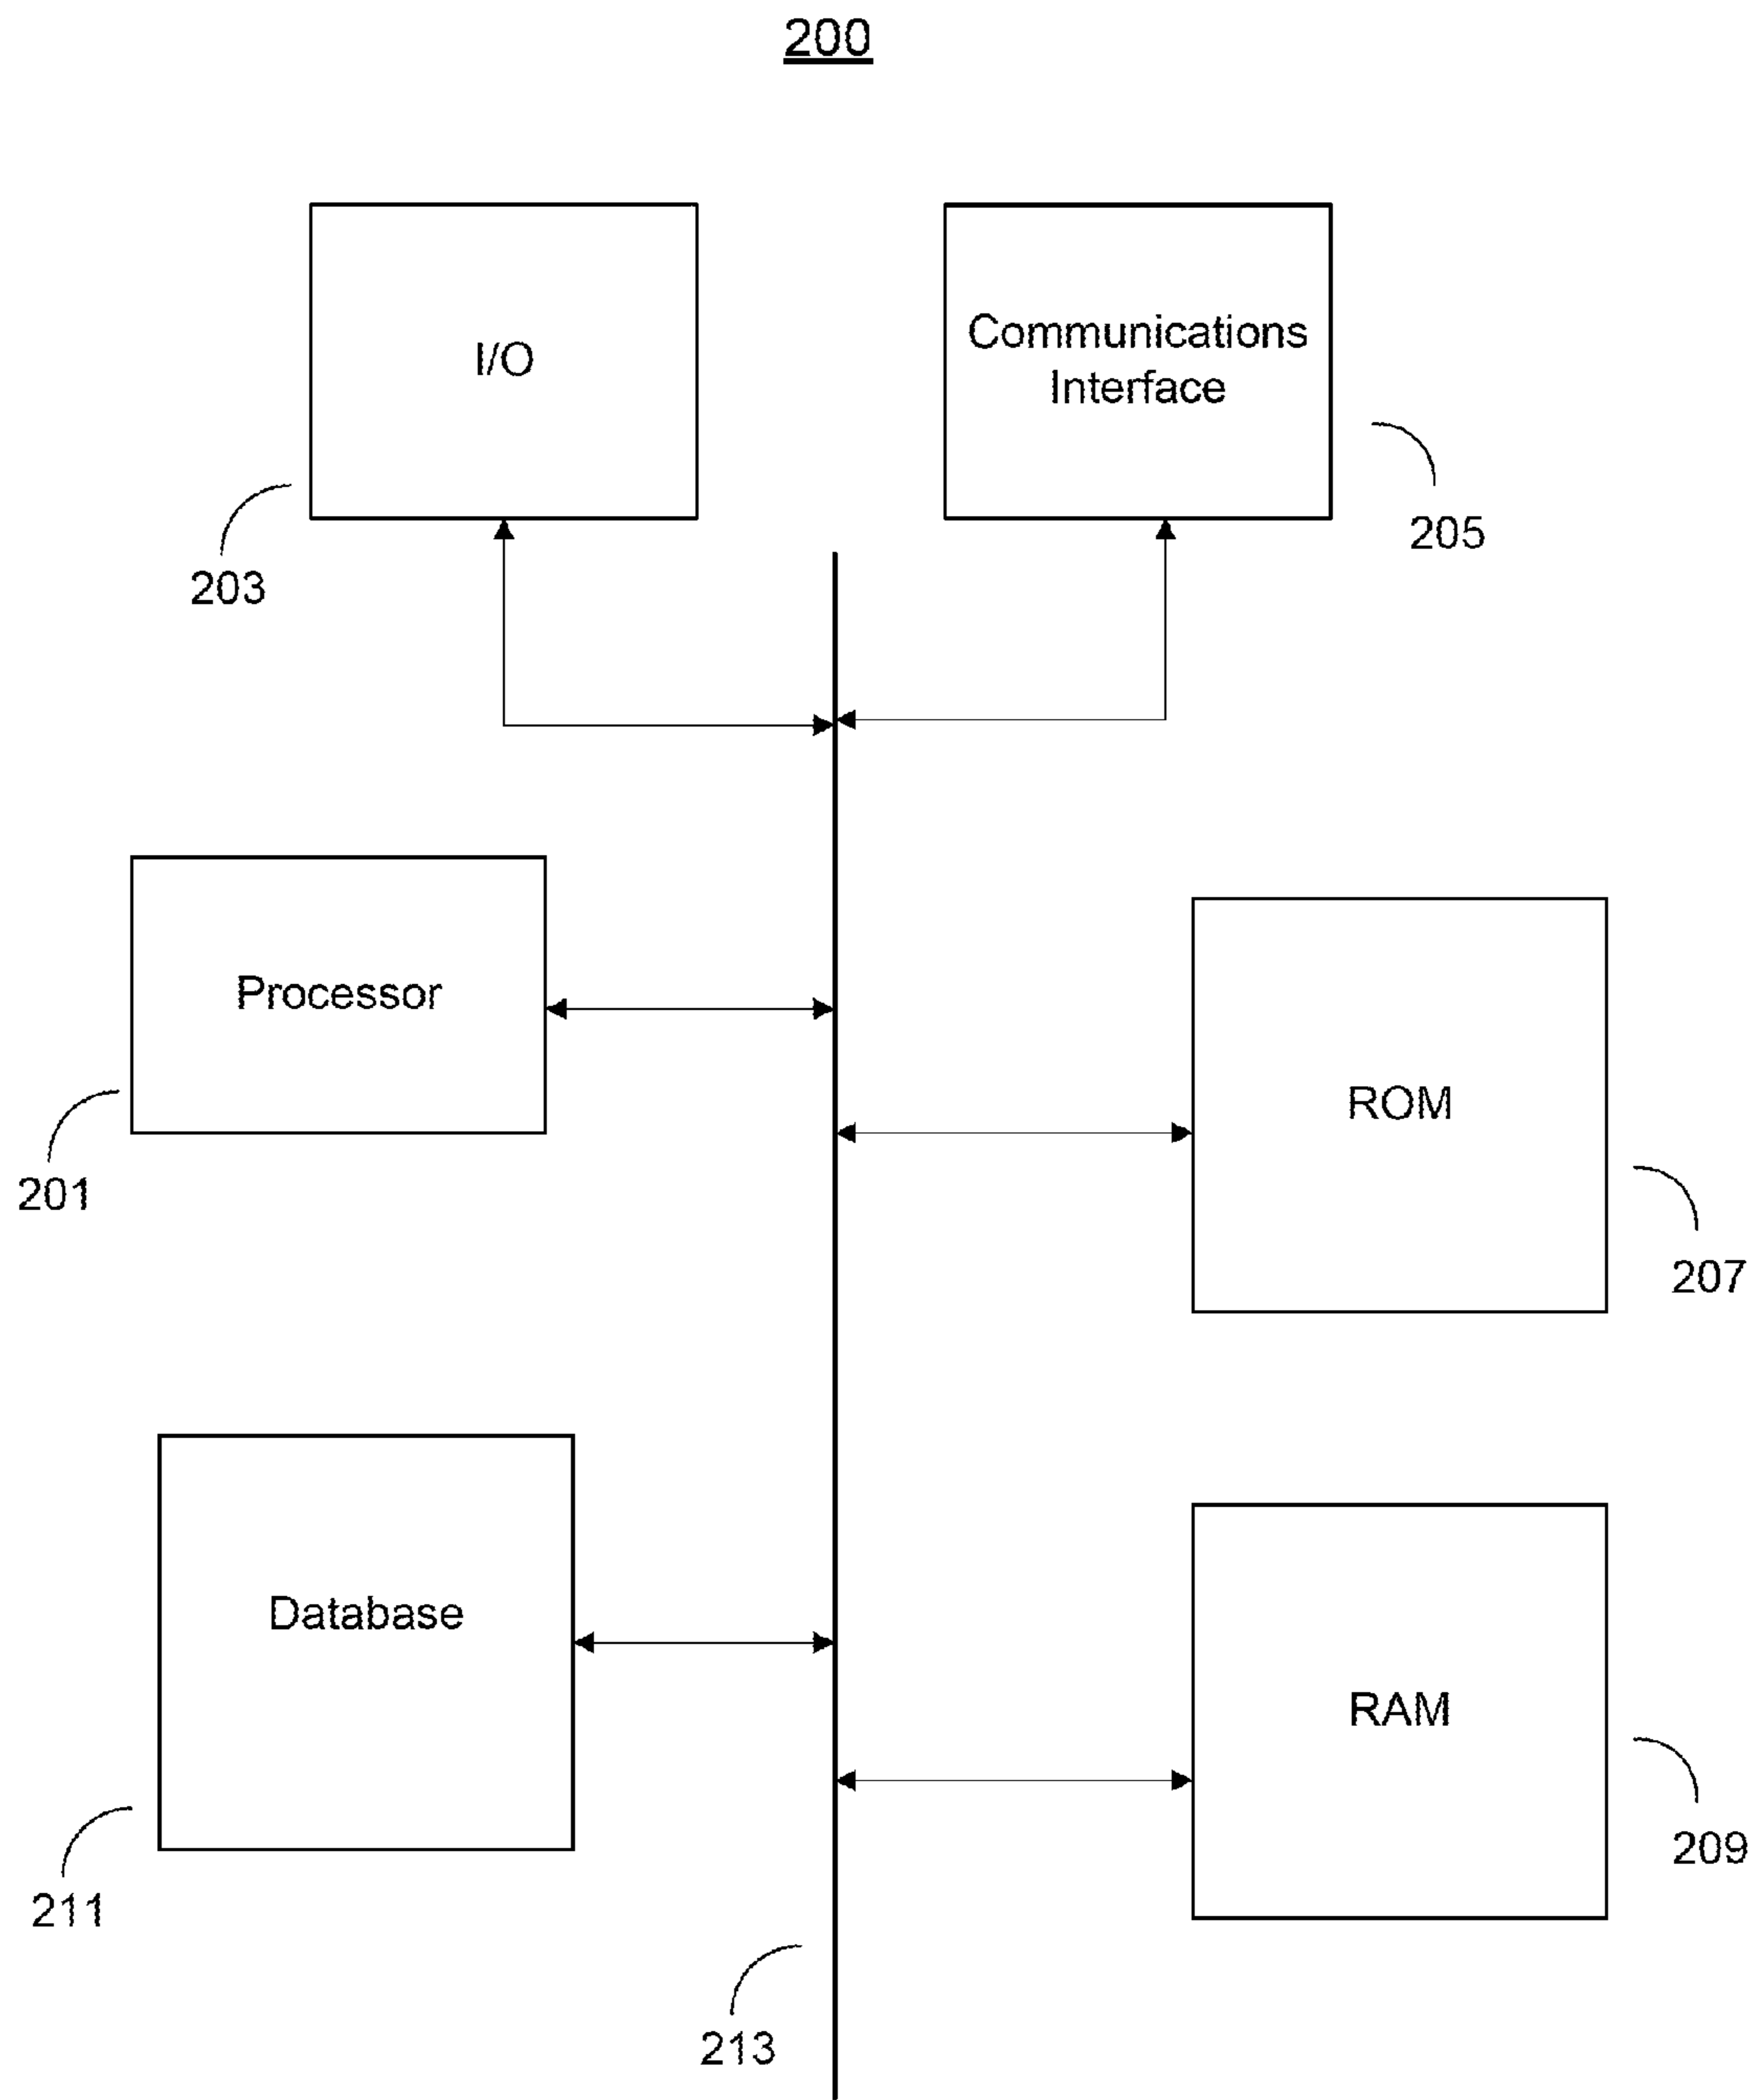 200
I/O
Communications
Interface
203
205
Processor
ROM
201
207
Database
RAM
211
209
213